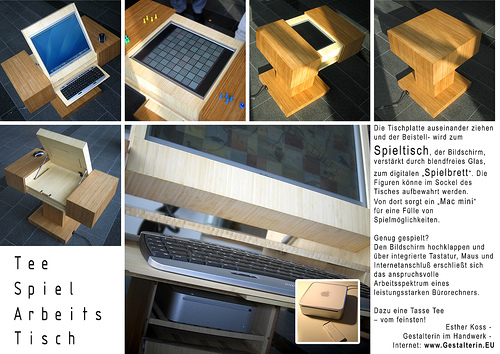 Die Tischplatte auseinander ziehen
und der Beistell- wird zum
Spieltisch, der Bildschirm,
verstärkt durch blendfreies Glas,
zum digitalen „Spielbrett“. Die
Figuren könne im Sockel des
Tisches aufbewahrt werden.
Von dort sorgt ein „Mac mini“
für eine Fülle von
Spielmöglichkeiten.
Genug gespielt?
Den Bildschirm hochklappen und
über integrierte Tastatur, Maus und
Internetanschluß erschließt sich
das anspruchsvolle
Arbeitsspektrum eines
leistungsstarken Bürorechners.
Dazu eine Tasse Tee
– vom feinsten!
Esther Koss -
Gestalterin im Handwerk -
Internet: www.Gestalterin.EU
Tee
Spiel
Arbeits
Tisch